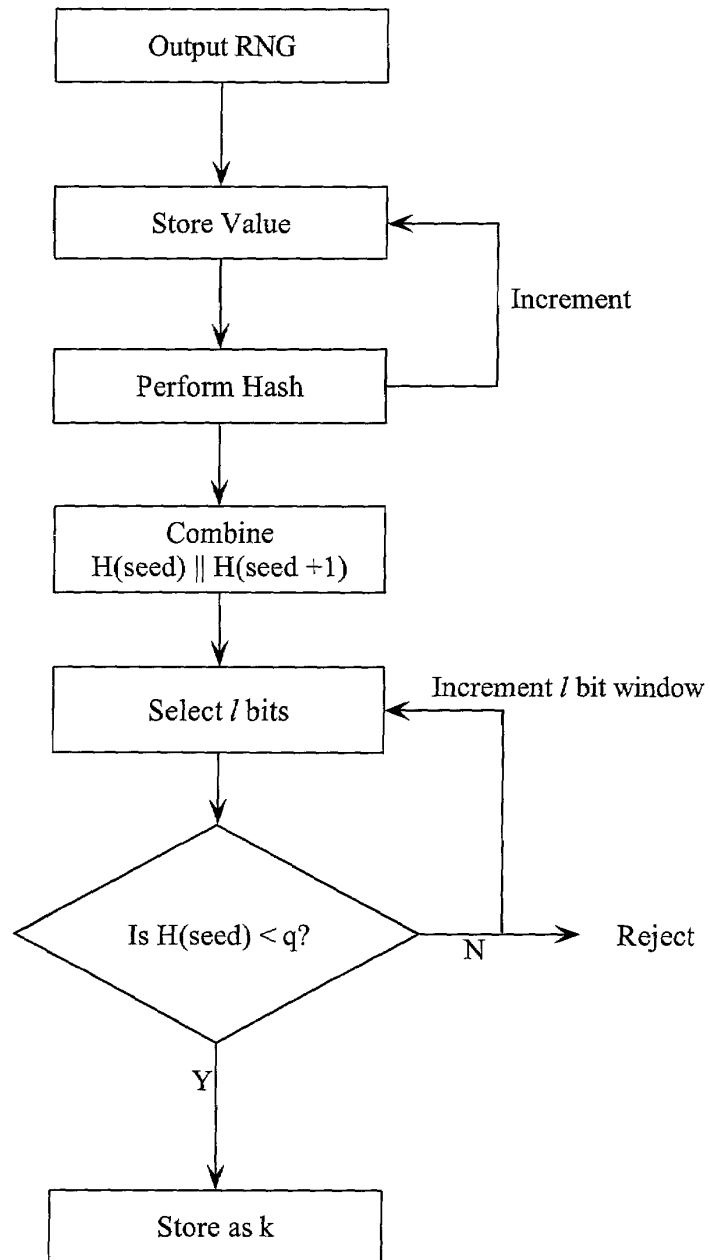 Output RNG
Store Value
Increment
Perform Hash
Combine
H(seed) || H(seed +1)
Increment l bit window
Select l bits
Is H(seed) < q?
N
Reject
Y
Store as k